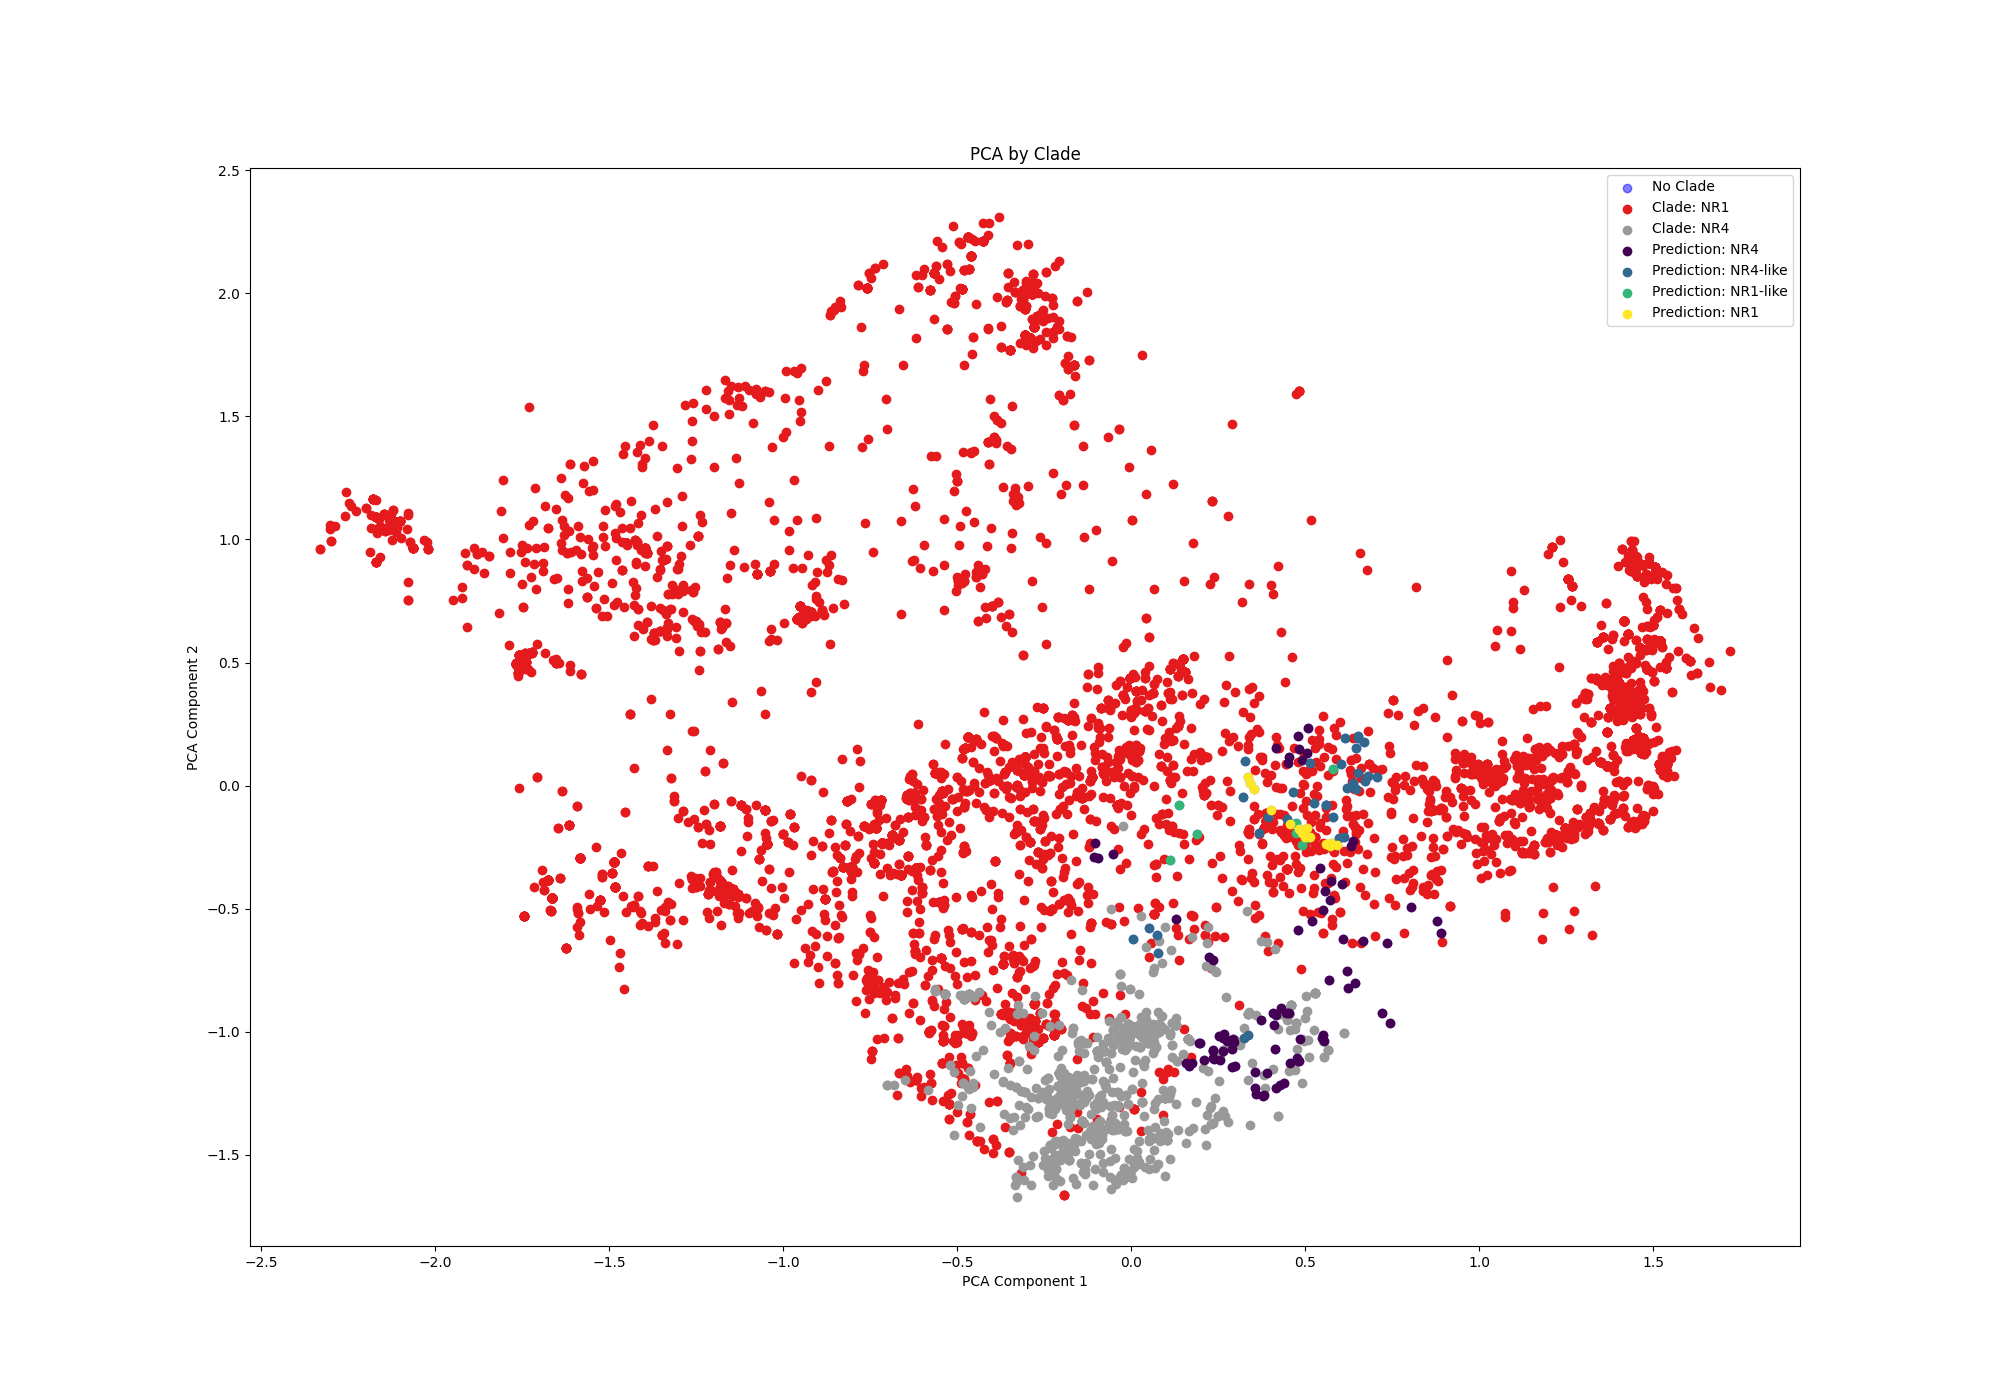 PCA by Clade
2.5
2.0
1.5
1.0
0.5
0.0
−0.5
−1.0
−1.5
PCA Component 2
No Clade
Clade: NR1
Clade: NR4
Prediction: NR4
Prediction: NR4-like
Prediction: NR1-like
Prediction: NR1
−2.5 −2.0 −1.5 −1.0 −0.5 0.0 0.5 1.0 1.5
PCA Component 1